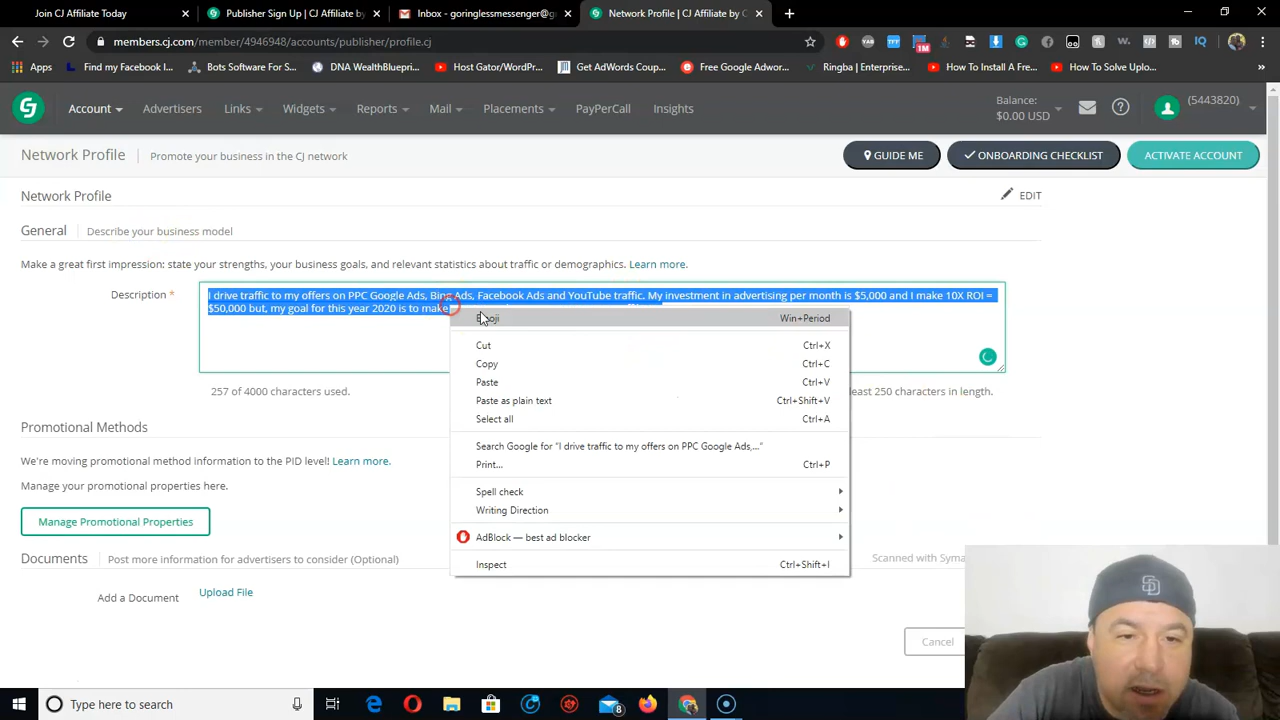 Join CJ Affiliate Today
Publisher Sign Up | CJ Affiliate by
Inbox - goringlessmessenger@g
Network Profile | CJ Affiliate by C
members.cj.com/member/4946948/accounts/publisher/profile.cj
Apps
Find my Facebook I...
Bots Software For S...
DNA WealthBluepri...
Host Gator/WordPr...
Get AdWords Coup...
Free Google Adwor...
Ringba | Enterprise...
How To Install A Fre...
How To Solve Uplo...
Account
Advertisers
Links
Widgets
Reports
Mail
Placements
PayPerCall
Insights
Balance:
$0.00 USD
(5443820)
Network Profile
Promote your business in the CJ network
GUIDE ME
ONBOARDING CHECKLIST
ACTIVATE ACCOUNT
Network Profile
EDIT
General
Describe your business model
Make a great first impression: state your strengths, your business goals, and relevant statistics about traffic or demographics. Learn more.
Description *
I drive traffic to my offers on PPC Google Ads, Bing Ads, Facebook Ads and YouTube traffic. My investment in advertising per month is $5,000 and I make 10X ROI =
$50,000 but, my goal for this year 2020 is to make
Emoji Win+Period
Cut Ctrl+X
Copy Ctrl+C
Paste Ctrl+V
Paste as plain text Ctrl+Shift+V
Select all Ctrl+A
Search Google for "I drive traffic to my offers on PPC Google Ads,..."
Print... Ctrl+P
Spell check
Writing Direction
AdBlock — best ad blocker
Inspect Ctrl+Shift+I
257 of 4000 characters used.
least 250 characters in length.
Promotional Methods
We're moving promotional method information to the PID level! Learn more.
Manage your promotional properties here.
Manage Promotional Properties
Documents
Post more information for advertisers to consider (Optional)
Scanned with Syma
Add a Document
Upload File
Cancel
Type here to search
8